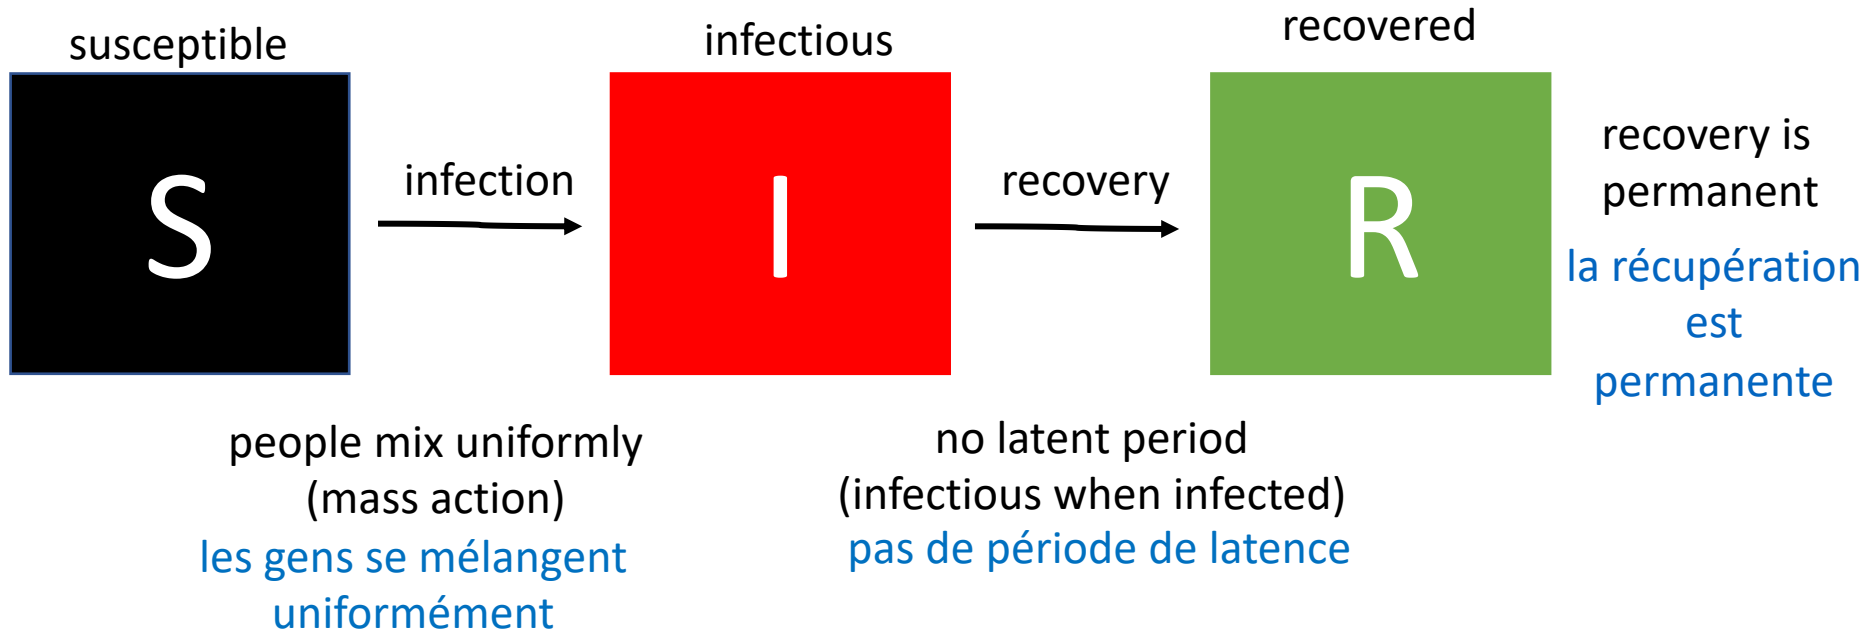 susceptible
infectious
recovered
S
infection
I
recovery
R
recovery is
permanent
la récupération
est
permanente
people mix uniformly
(mass action)
les gens se mélangent
uniformément
no latent period
(infectious when infected)
pas de période de latence